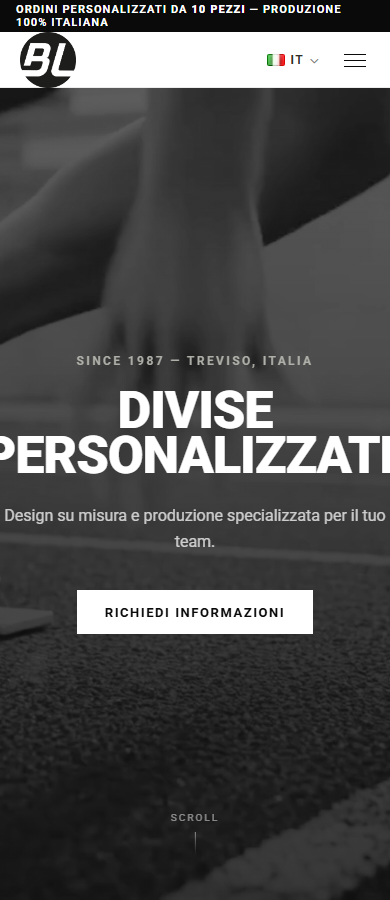 ORDINI PERSONALIZZATI DA 10 PEZZI — PRODUZIONE
100% ITALIANA
BL
IT
SINCE 1987 — TREVISO, ITALIA
DIVISE
PERSONALIZZATE
Design su misura e produzione specializzata per il tuo
team.
RICHIEDI INFORMAZIONI
SCROLL